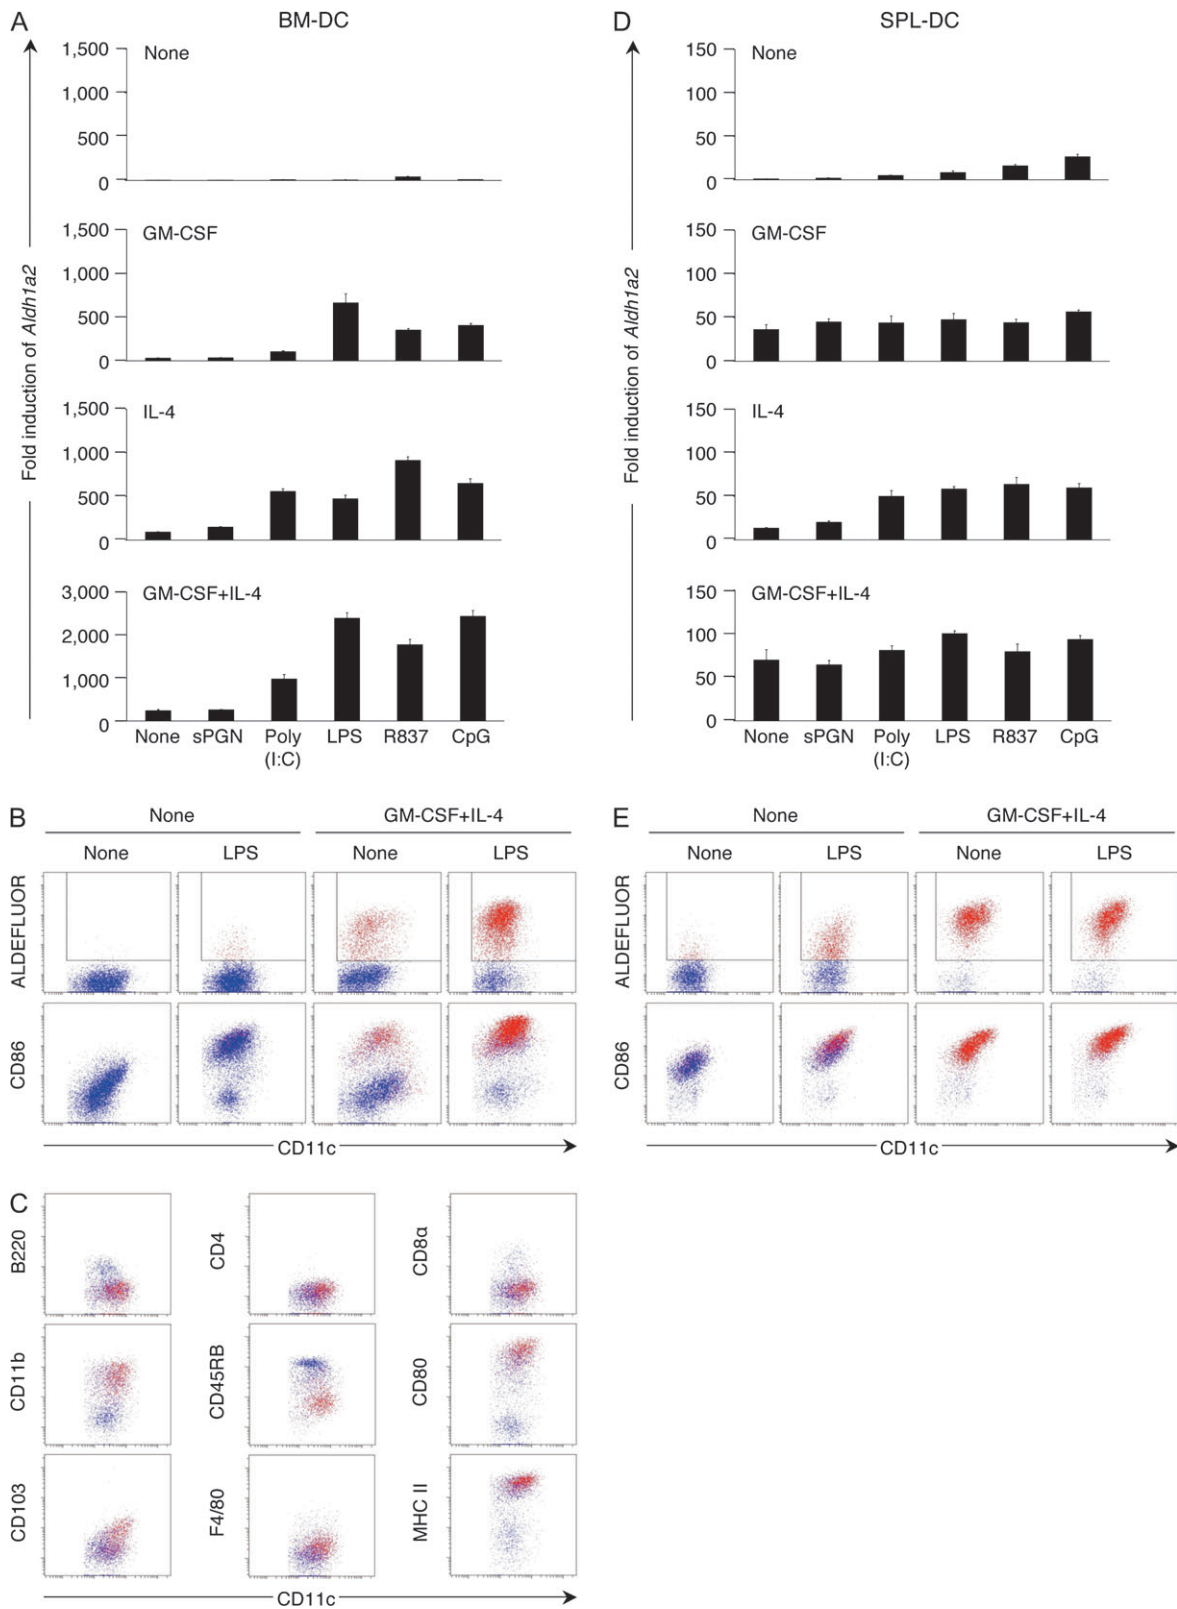 A
BM-DC
Fold induction of Aldh1a2
1,500
None
1,000
500
0
1,500
GM-CSF
1,000
500
0
1,500
IL-4
1,000
500
0
3,000
GM-CSF+IL-4
2,000
1,000
0
None sPGN Poly LPS R837 CpG
(I:C)
D
SPL-DC
Fold induction of Aldh1a2
150
None
100
50
0
150
GM-CSF
100
50
0
150
IL-4
100
50
0
150
GM-CSF+IL-4
100
50
0
None sPGN Poly LPS R837 CpG
(I:C)
B
None GM-CSF+IL-4
None LPS None LPS
ALDEFLUOR
CD86
CD11c
E
None GM-CSF+IL-4
None LPS None LPS
ALDEFLUOR
CD86
CD11c
C
B220 CD4 CD8α
CD11b CD45RB CD80
CD103 F4/80 MHC II
CD11c